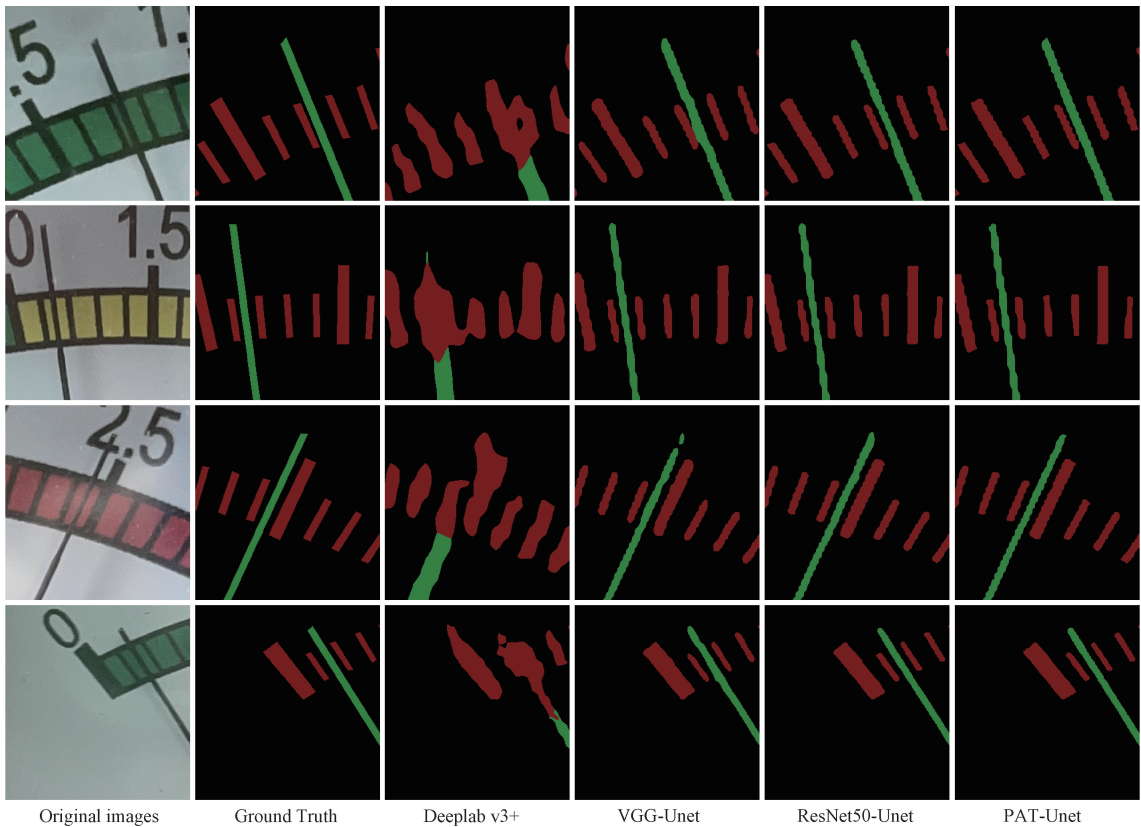 .5
1.
0
1.5
2.5
0
Original images
Ground Truth
Deeplab v3+
VGG-Unet
ResNet50-Unet
PAT-Unet